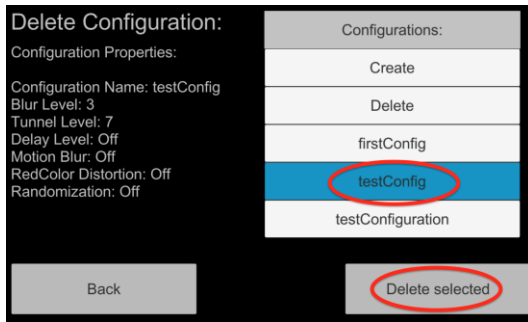 Delete Configuration:
Configuration Properties:
Configuration Name: testConfig
Blur Level: 3
Tunnel Level: 7
Delay Level: Off
Motion Blur: Off
RedColor Distortion: Off
Randomization: Off
Configurations:
Create
Delete
firstConfig
testConfig
testConfiguration
Back
Delete selected